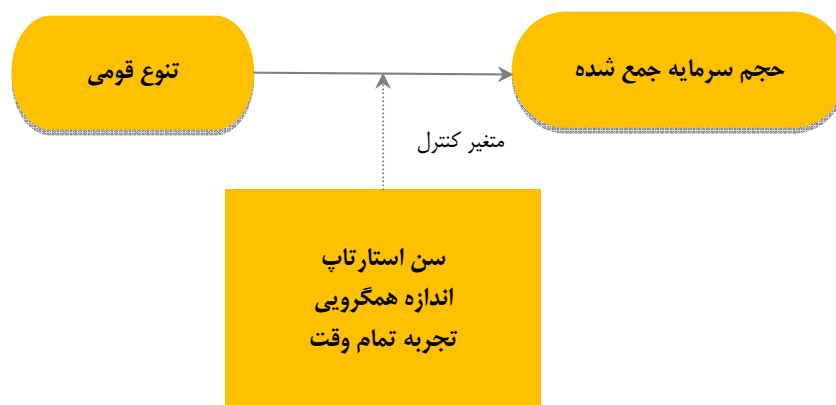 تنوع قومی
حجم سرمایه جمع شده
متغیر کنترل
سن استارتاپ
اندازه همگرویی
تجربه تمام وقت